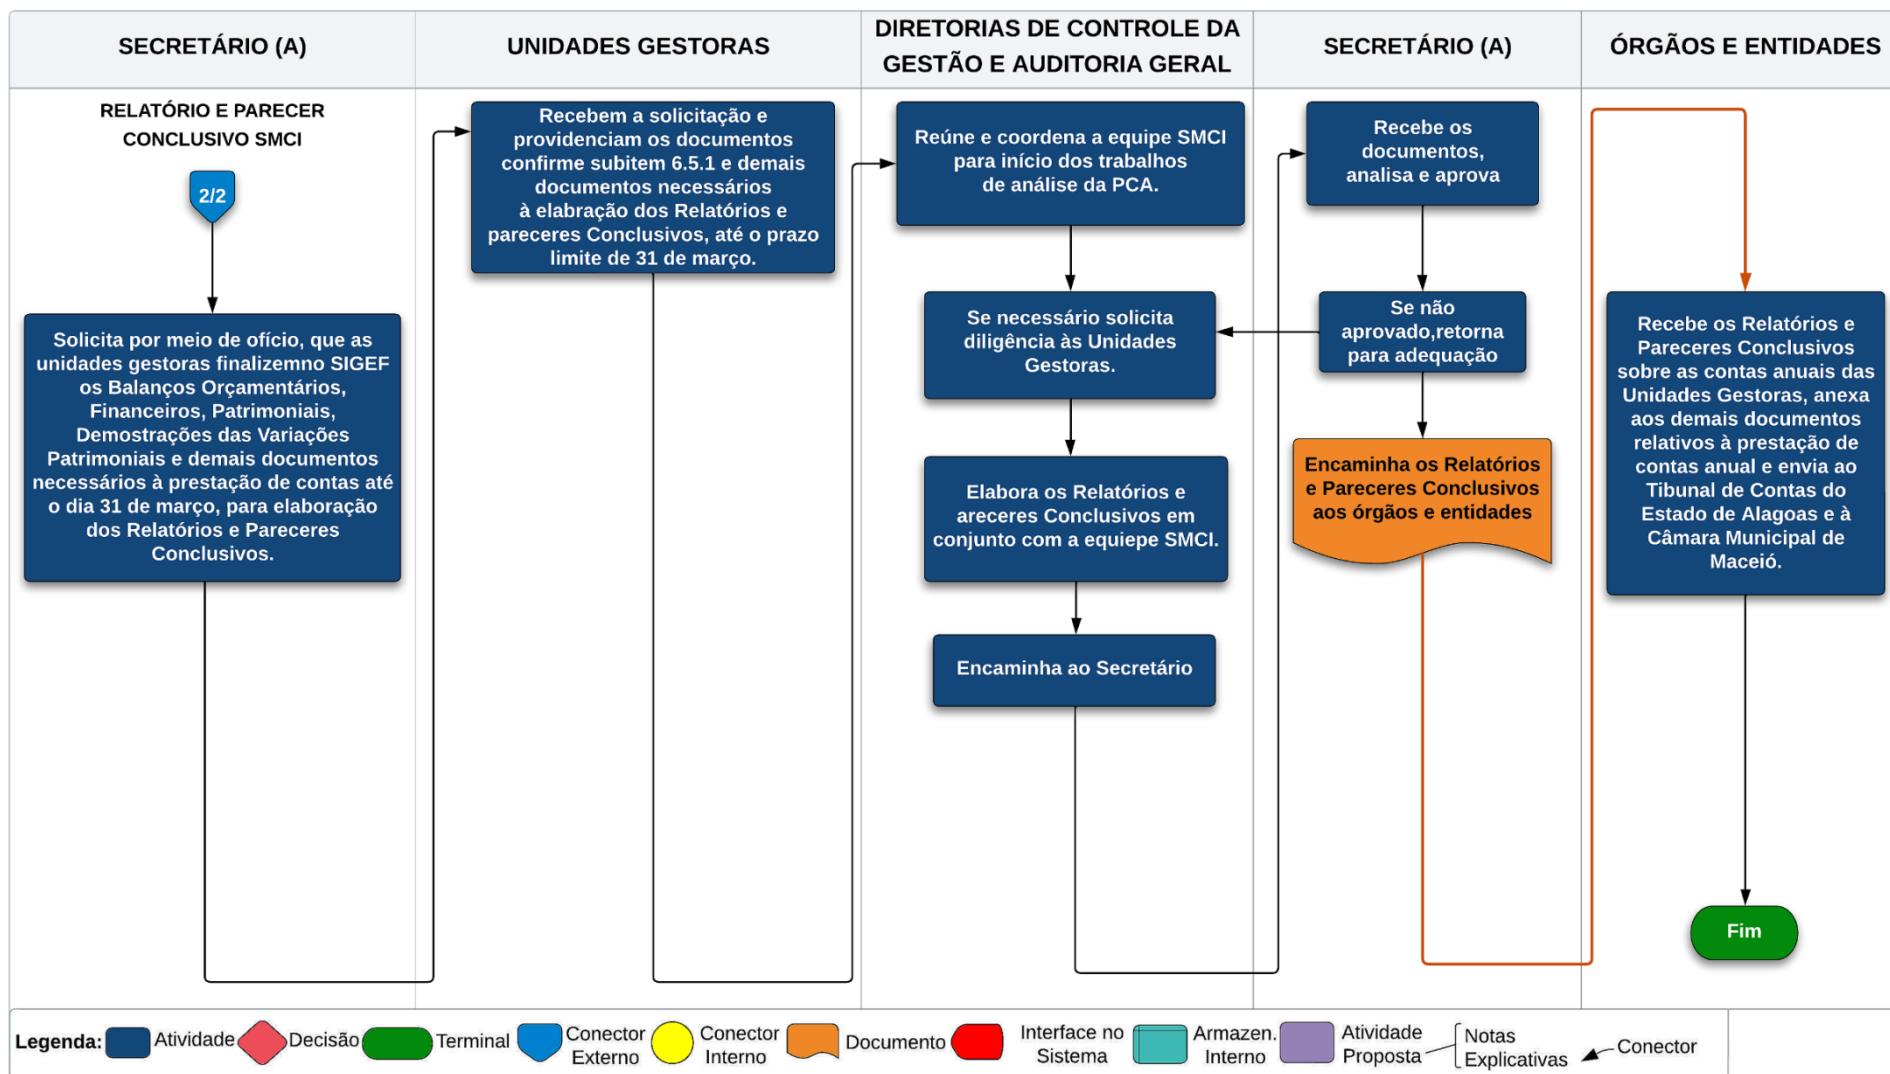 SECRETÁRIO (A)
UNIDADES GESTORAS
DIRETORIAS DE CONTROLE DA
GESTÃO E AUDITORIA GERAL
SECRETÁRIO (A)
ÓRGÃOS E ENTIDADES
RELATÓRIO E PARECER
CONCLUSIVO SMCI
2/2
Solicita por meio de ofício, que as
unidades gestoras finalizemno SIGEF
os Balanços Orçamentários,
Financeiros, Patrimoniais,
Demostrações das Variações
Patrimoniais e demais documentos
necessários à prestação de contas até
o dia 31 de março, para elaboração
dos Relatórios e Pareceres
Conclusivos.
Recebem a solicitação e
providenciam os documentos
confirme subitem 6.5.1 e demais
documentos necessários
à elabração dos Relatórios e
pareceres Conclusivos, até o prazo
limite de 31 de março.
Reúne e coordena a equipe SMCI
para início dos trabalhos
de análise da PCA.
Se necessário solicita
diligência às Unidades
Gestoras.
Elabora os Relatórios e
areceres Conclusivos em
conjunto com a equiepe SMCI.
Encaminha ao Secretário
Recebe os
documentos,
analisa e aprova
Se não
aprovado,retorna
para adequação
Encaminha os Relatórios
e Pareceres Conclusivos
aos órgãos e entidades
Recebe os Relatórios e
Pareceres Conclusivos
sobre as contas anuais das
Unidades Gestoras, anexa
aos demais documentos
relativos à prestação de
contas anual e envia ao
Tibunal de Contas do
Estado de Alagoas e à
Câmara Municipal de
Maceió.
Fim
Legenda:
Atividade
Decisão
Terminal
Conector
Externo
Conector
Interno
Documento
Interface no
Sistema
Armazen.
Interno
Atividade
Proposta
Notas
Explicativas
Conector